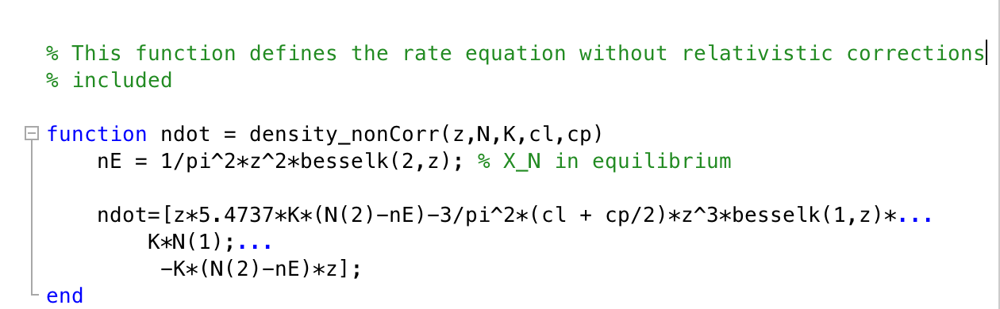 % This function defines the rate equation without relativistic corrections
% included
function ndot = density_nonCorr(z,N,K,cl,cp)
nE = 1/pi^2*z^2*besselk(2,z); % X_N in equilibrium
ndot=[z*5.4737*K*(N(2)-nE)-3/pi^2*(cl + cp/2)*z^3*besselk(1,z)*...
K*N(1);...
-K*(N(2)-nE)*z];
end